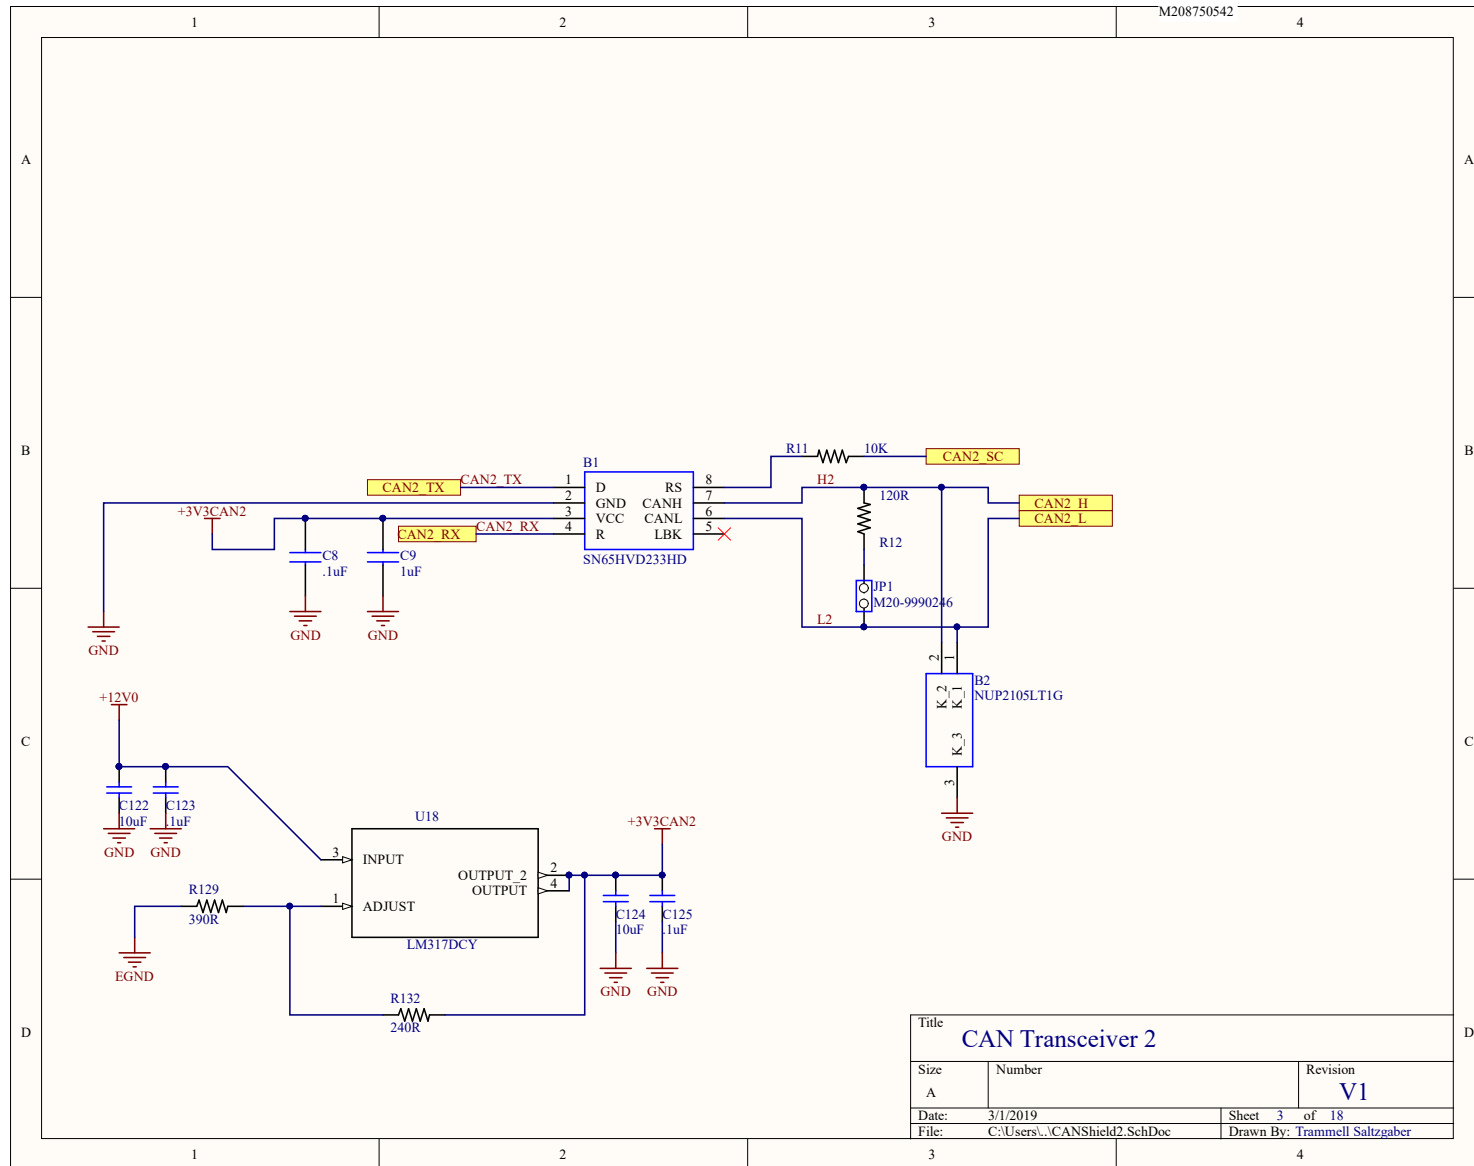 M208750542
1 2 3 4
A A
B B
C C
D D
R11 10K
CAN2_SC
B1
CAN2_TX CAN2_TX 1 D RS 8
H2
120R
2 GND CANH 7
CAN2_H
+3V3CAN2
3 VCC CANL 6
CAN2_L
CAN2_RX CAN2_RX 4 R LBK 5
R12
SN65HVD233HD
C8
.1uF
C9
1uF
JP1
M20-9990246
L2
GND GND GND
2 1
B2
NUP2105LT1G
K_2 K_1
K_3
3
GND
+12V0
C122
10uF
C123
.1uF
GND GND
U18
+3V3CAN2
3 INPUT
OUTPUT_2 2
OUTPUT 4
R129
390R
1 ADJUST
LM317DCY
C124
10uF
C125
.1uF
EGND
GND GND
R132
240R
Title
CAN Transceiver 2
Size Number Revision
A V1
Date: 3/1/2019 Sheet 3 of 18
File: C:\Users\..\CANShield2.SchDoc Drawn By: Trammell Saltzgaber
1 2 3 4